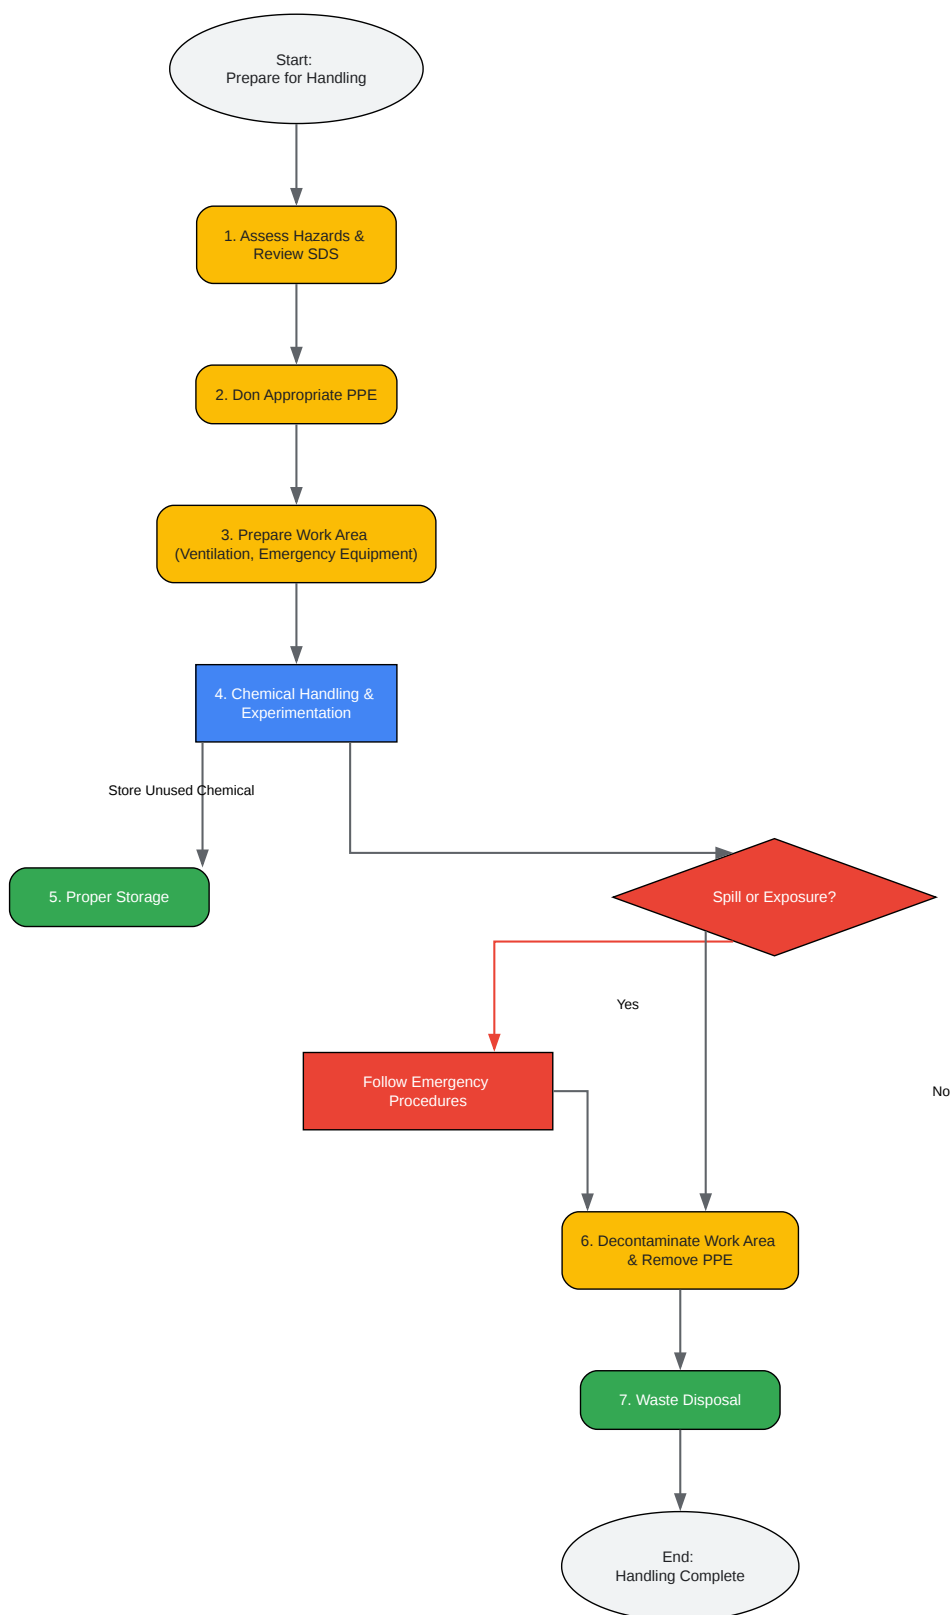 Start:
Prepare for Handling
1. Assess Hazards &
Review SDS
2. Don Appropriate PPE
3. Prepare Work Area
(Ventilation, Emergency Equipment)
4. Chemical Handling &
Experimentation
Store Unused Chemical
5. Proper Storage
Spill or Exposure?
Yes
Follow Emergency
Procedures
No
6. Decontaminate Work Area
& Remove PPE
7. Waste Disposal
End:
Handling Complete